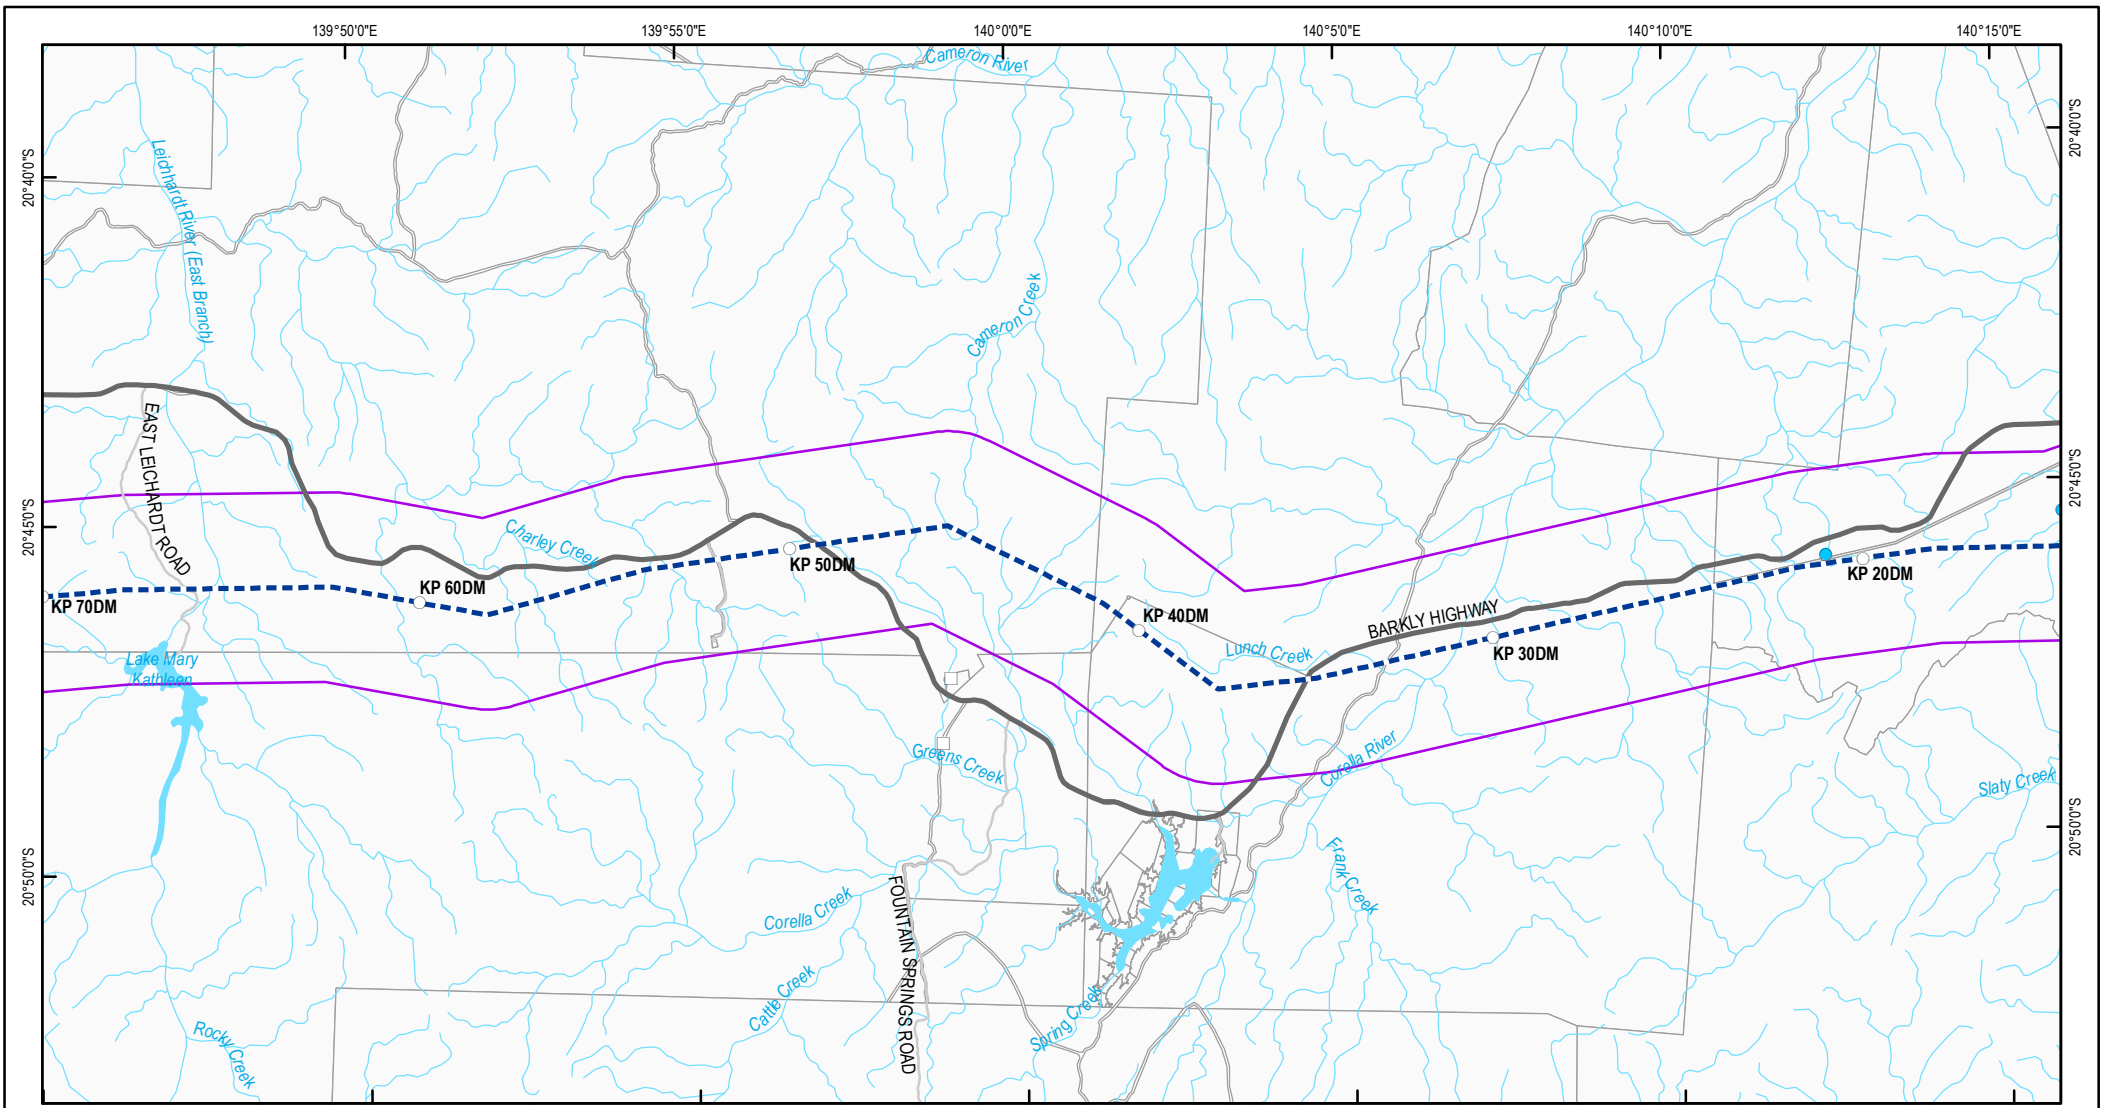 139°50'0"E
139°55'0"E
140°0'0"E
140°5'0"E
140°10'0"E
140°15'0"E
Cameron River
20°40'0"S
20°40'0"S
Leichhardt River (East Branch)
Cameron Creek
EAST LEICHARDT ROAD
20°45'0"S
20°45'0"S
Charley Creek
KP 50DM
KP 20DM
KP 60DM
KP 70DM
KP 40DM
BARKLY HIGHWAY
Lunch Creek
KP 30DM
Lake Mary
Kathleen
Greens Creek
Corella River
Slaty Creek
20°50'0"S
20°50'0"S
Frank Creek
Corella Creek
FOUNTAIN SPRINGS ROAD
Cattle Creek
Spring Creek
Rocky Creek